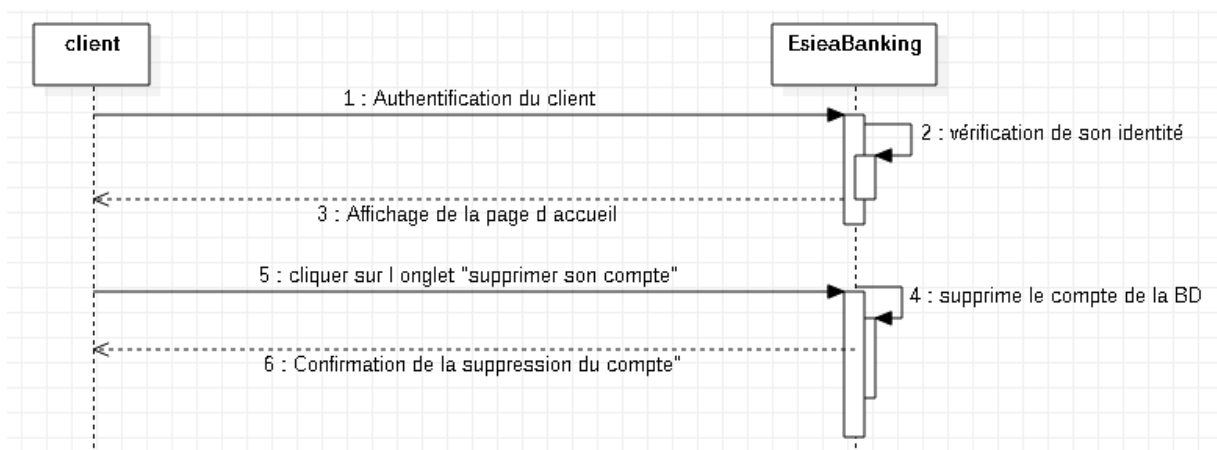 client
EsieaBanking
1 : Authentification du client
2 : vérification de son identité
3 : Affichage de la page d accueil
5 : cliquer sur l onglet "supprimer son compte"
4 : supprime le compte de la BD
6 : Confirmation de la suppression du compte"